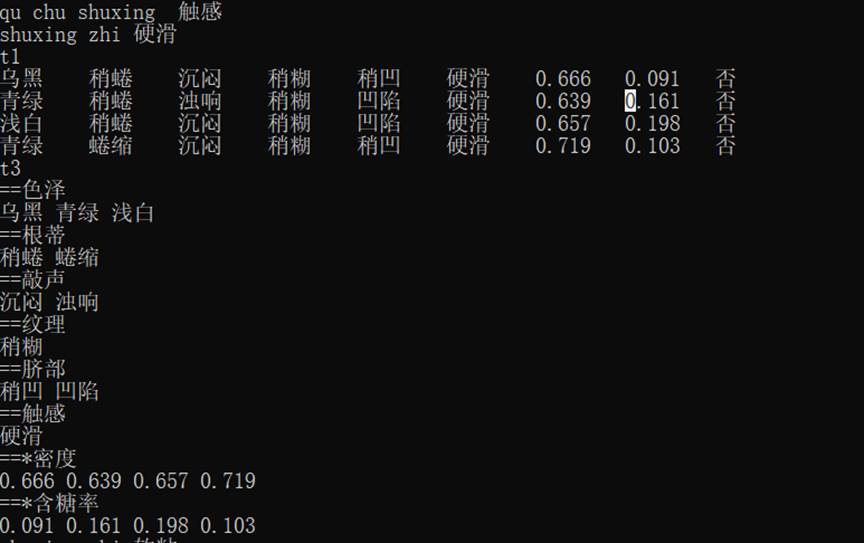 qu chu shuxing 触感
shuxing zhi 硬滑
t1
乌黑 稍蜷 沉闷 稍糊 稍凹 硬滑 0.666 0.091 否
青绿 稍蜷 浊响 稍糊 凹陷 硬滑 0.639 0.161 否
浅白 稍蜷 沉闷 稍糊 凹陷 硬滑 0.657 0.198 否
青绿 蜷缩 沉闷 稍糊 稍凹 硬滑 0.719 0.103 否
t3
==色泽
乌黑 青绿 浅白
==根蒂
稍蜷 蜷缩
==敲声
沉闷 浊响
==纹理
稍糊
==脐部
稍凹 凹陷
==触感
硬滑
==*密度
0.666 0.639 0.657 0.719
==*含糖率
0.091 0.161 0.198 0.103